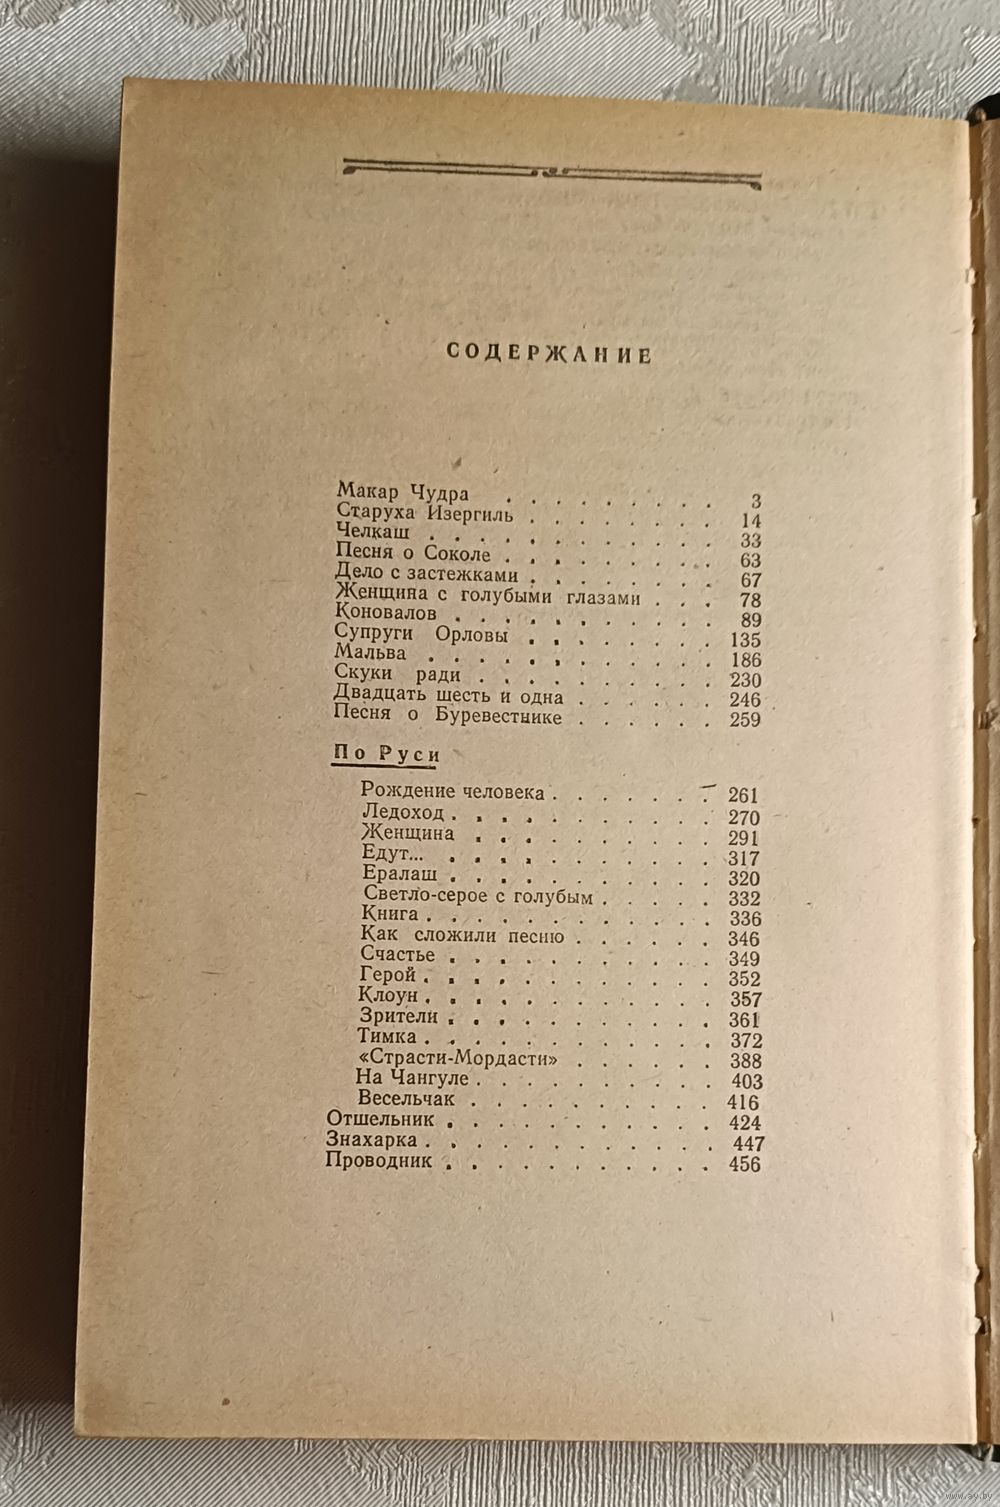 СОДЕРЖАНИЕ
Макар Чудра . . . . . . . . . 3
Старуха Изергиль . . . . . . . . 14
Челкаш . . . . . . . . . . . . 33
Песня о Соколе . . . . . . . . . 63
Дело с застежками . . . . . . . . 67
Женщина с голубыми глазами . . . 78
Коновалов . . . . . . . . . . . 89
Супруги Орловы . . . . . . . . 135
Мальва . . . . . . . . . . . . 186
Скуки ради . . . . . . . . . . 230
Двадцать шесть и одна . . . . . . 246
Песня о Буревестнике . . . . . . 259
По Руси
Рождение человека . . . . . . . 261
Ледоход . . . . . . . . . . . 270
Женщина . . . . . . . . . . 291
Едут... . . . . . . . . . . . 317
Ералаш . . . . . . . . . . . 320
Светло-серое с голубым . . . . . 332
Книга . . . . . . . . . . . . 336
Как сложили песню . . . . . . 346
Счастье . . . . . . . . . . . 349
Герой . . . . . . . . . . . . 352
Клоун . . . . . . . . . . . . 357
Зрители . . . . . . . . . . . 361
Тимка . . . . . . . . . . . . 372
«Страсти-Мордасти» . . . . . . 388
На Чангуле . . . . . . . . . . 403
Весельчак . . . . . . . . . . 416
Отшельник . . . . . . . . . . . 424
Знахарка . . . . . . . . . . . . 447
Проводник . . . . . . . . . . . 456
www.ay.by